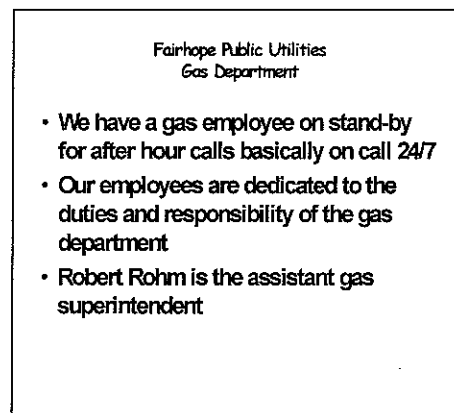 Fairhope Public Utilities
Gas Department
• We have a gas employee on stand-by
for after hour calls basically on call 24/7
• Our employees are dedicated to the
duties and responsibility of the gas
department
• Robert Rohm is the assistant gas
superintendent